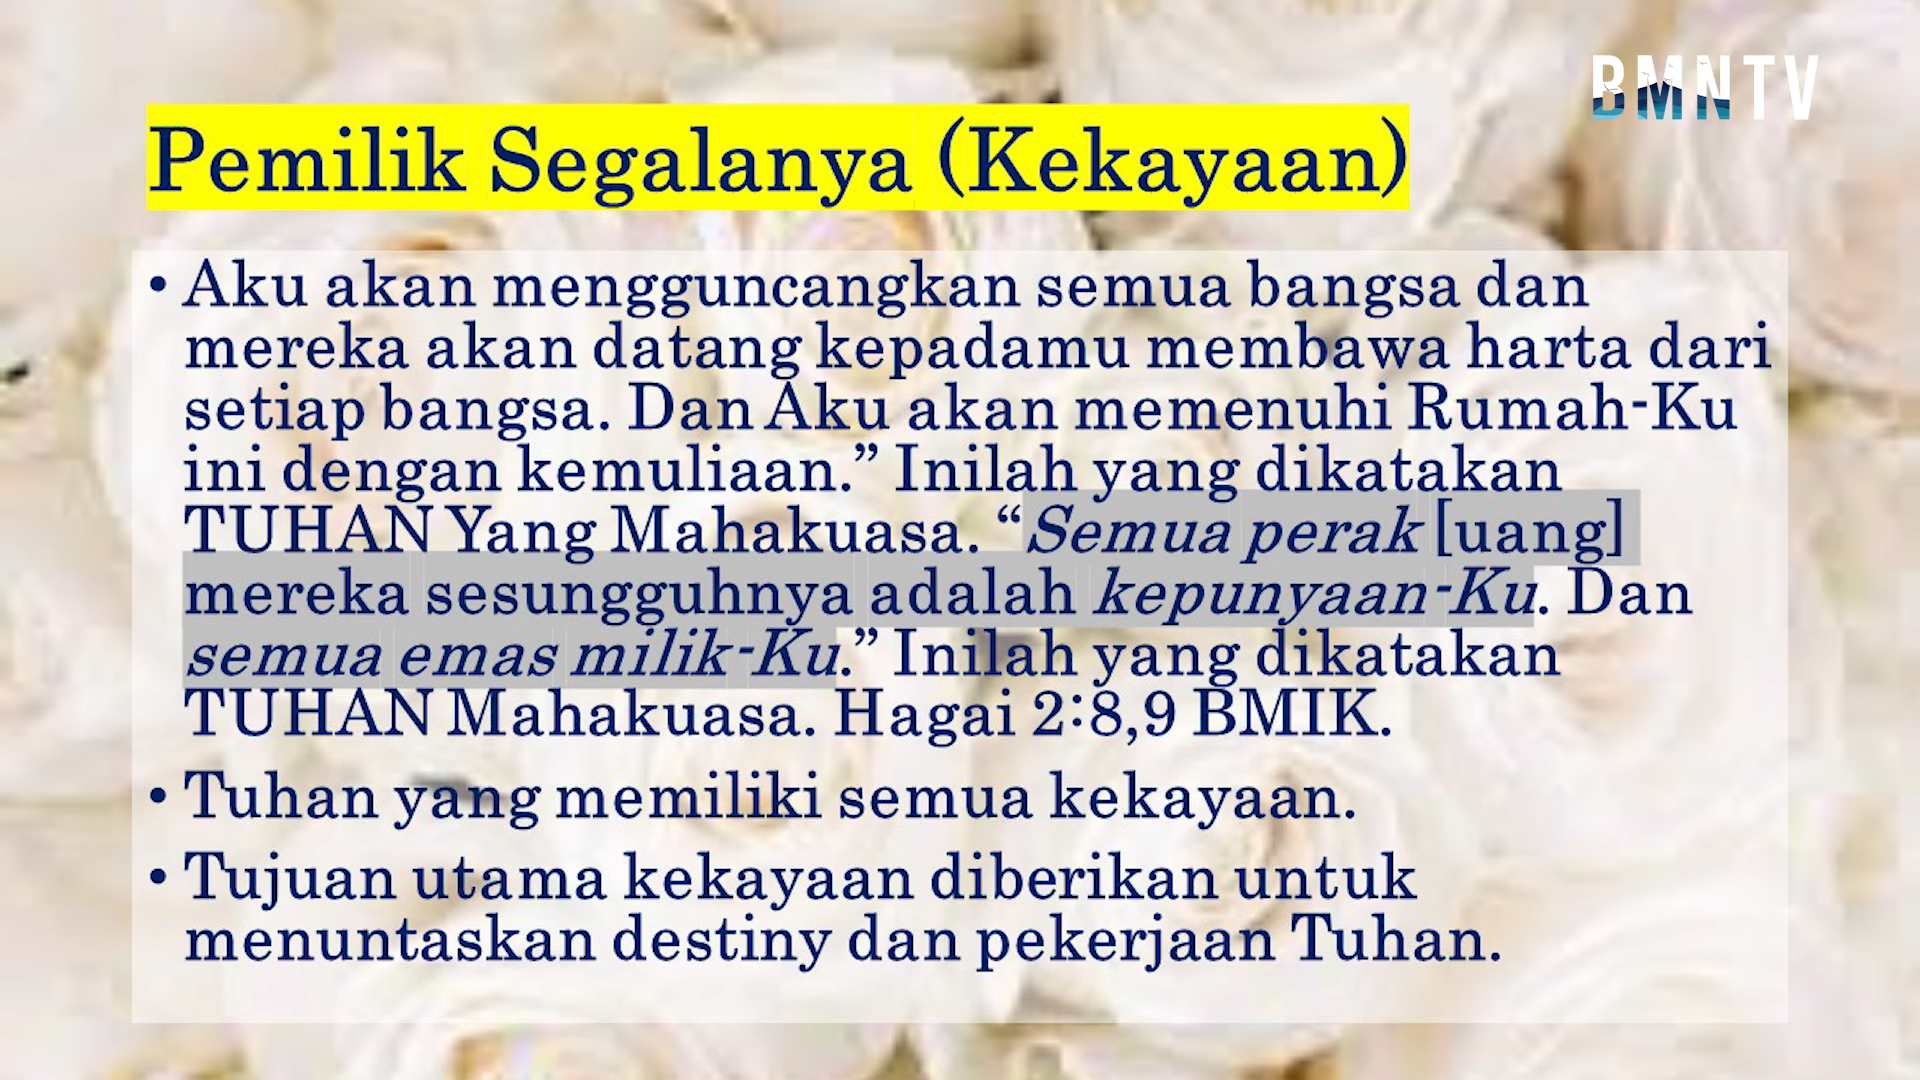 BMNTV
Pemilik Segalanya (Kekayaan)
• Aku akan mengguncangkan semua bangsa dan
mereka akan datang kepadamu membawa harta dari
setiap bangsa. Dan Aku akan memenuhi Rumah-Ku
ini dengan kemuliaan.” Inilah yang dikatakan
TUHAN Yang Mahakuasa. “Semua perak [uang]
mereka sesungguhnya adalah kepunyaan-Ku. Dan
semua emas milik-Ku.” Inilah yang dikatakan
TUHAN Mahakuasa. Hagai 2:8,9 BMIK.
• Tuhan yang memiliki semua kekayaan.
• Tujuan utama kekayaan diberikan untuk
menuntaskan destiny dan pekerjaan Tuhan.